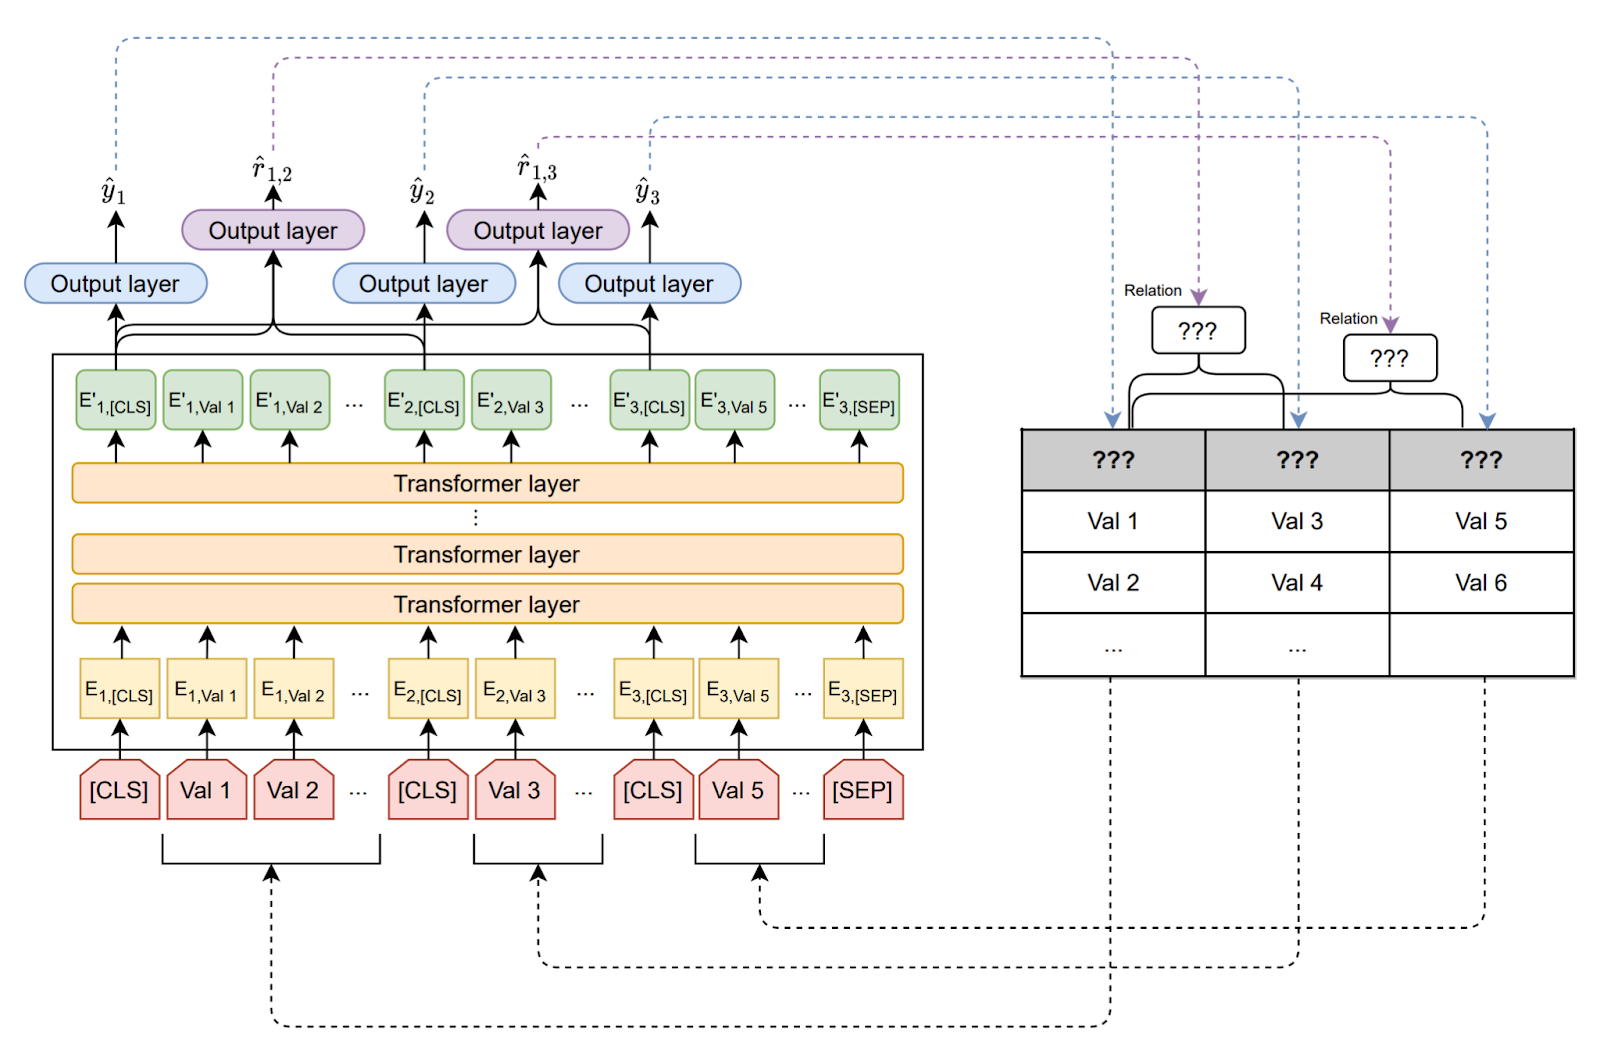 r̂1,2
r̂1,3
ŷ1
ŷ2
ŷ3
Output layer
Output layer
Output layer
Output layer
Output layer
E'1,[CLS] E'1,Val 1 E'1,Val 2 ... E'2,[CLS] E'2,Val 3 ... E'3,[CLS] E'3,Val 5 ... E'3,[SEP]
Transformer layer
⋮
Transformer layer
Transformer layer
E1,[CLS] E1,Val 1 E1,Val 2 ... E2,[CLS] E2,Val 3 ... E3,[CLS] E3,Val 5 ... E3,[SEP]
[CLS] Val 1 Val 2 ... [CLS] Val 3 ... [CLS] Val 5 ... [SEP]
Relation
???
Relation
???
??? ??? ???
Val 1 Val 3 Val 5
Val 2 Val 4 Val 6
... ...